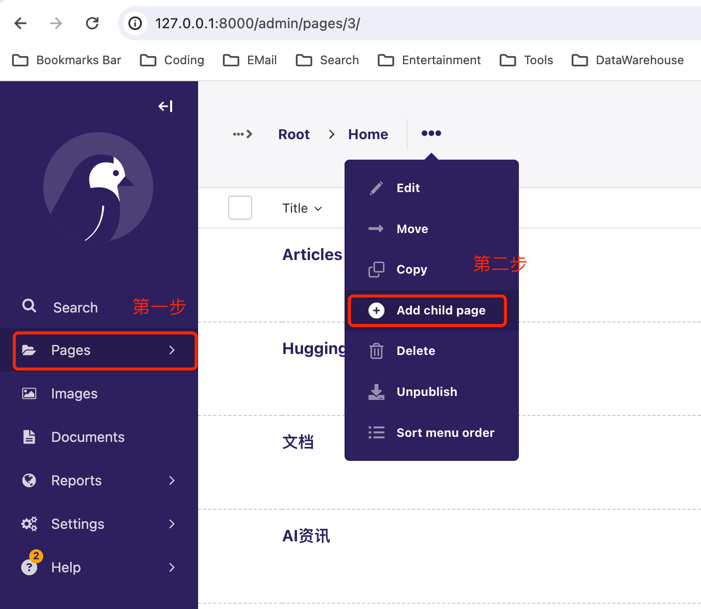 127.0.0.1:8000/admin/pages/3/
Bookmarks Bar Coding EMail Search Entertainment Tools DataWarehouse
Root Home
Title
Edit
Move
Copy
第二步
Add child page
Delete
Unpublish
Sort menu order
Articles
Hugging
文档
AI资讯
Search
第一步
Pages
Images
Documents
Reports
Settings
2
Help